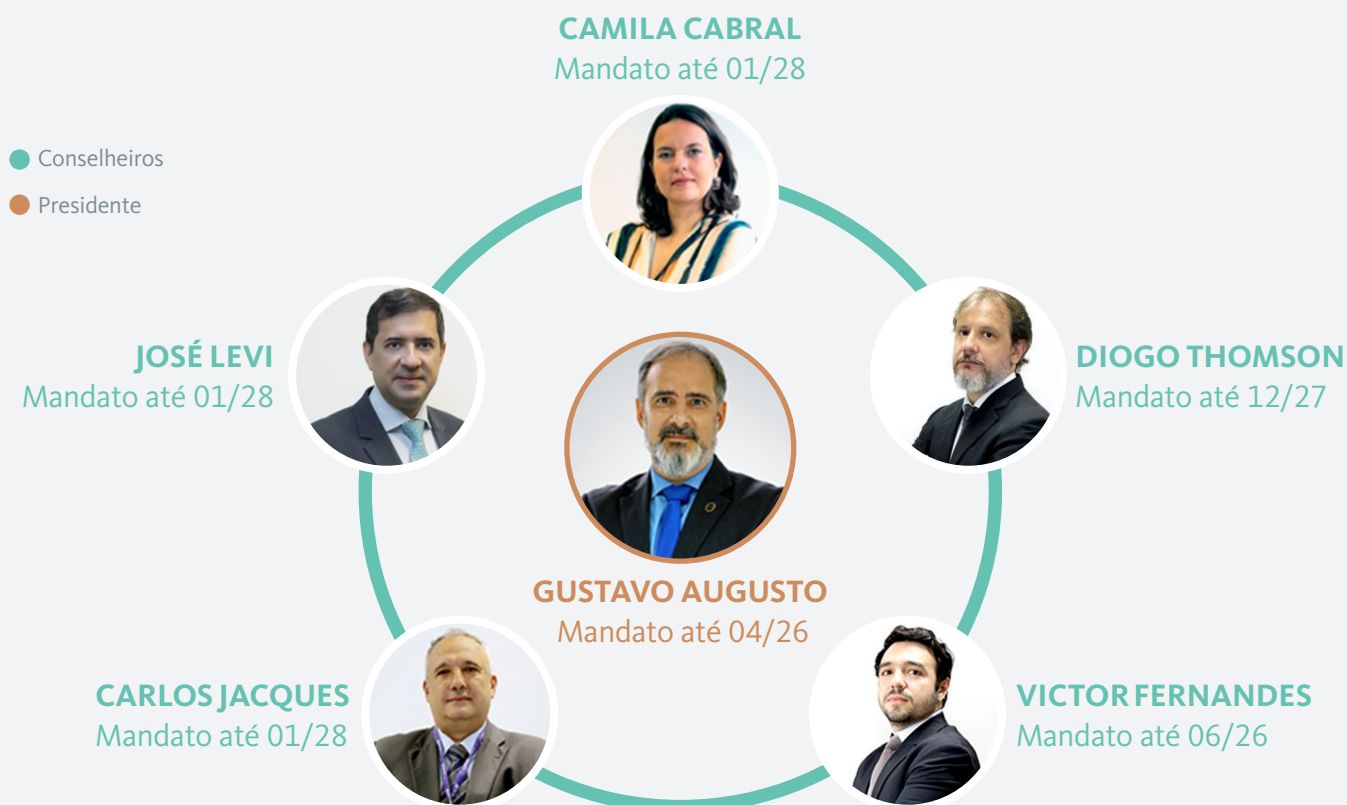 CAMILA CABRAL
Mandato até 01/28
Conselheiros
Presidente
JOSÉ LEVI
Mandato até 01/28
DIOGO THOMSON
Mandato até 12/27
GUSTAVO AUGUSTO
Mandato até 04/26
CARLOS JACQUES
Mandato até 01/28
VICTOR FERNANDES
Mandato até 06/26